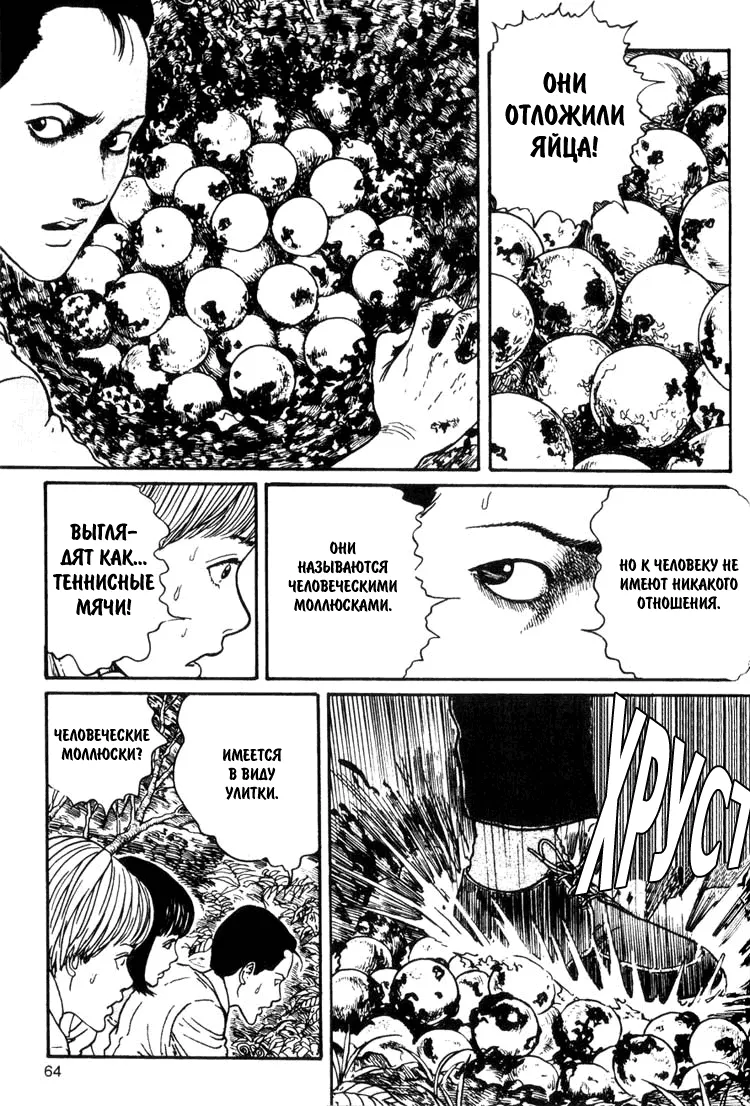 ОНИ
ОТЛОЖИЛИ
ЯЙЦА!
ВЫГЛЯ-
ДЯТ КАК...
ТЕННИСНЫЕ
МЯЧИ!
ОНИ
НАЗЫВАЮТСЯ
ЧЕЛОВЕЧЕСКИМИ
МОЛЛЮСКАМИ.
НО К ЧЕЛОВЕКУ НЕ
ИМЕЮТ НИКАКОГО
ОТНОШЕНИЯ.
ЧЕЛОВЕЧЕСКИЕ
МОЛЛЮСКИ?
ИМЕЕТСЯ
В ВИДУ
УЛИТКИ.
ХРУСТ
64